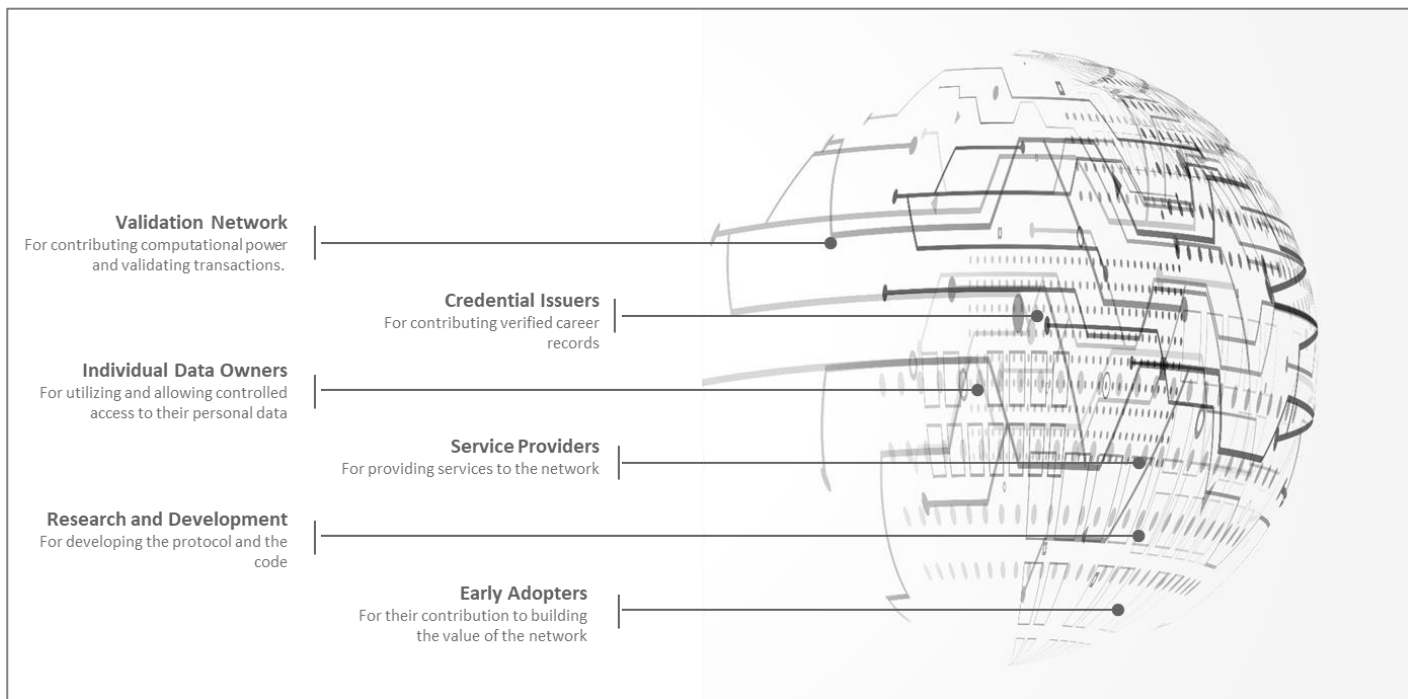 Validation Network
For contributing computational power
and validating transactions.
Credential Issuers
For contributing verified career
records
Individual Data Owners
For utilizing and allowing controlled
access to their personal data
Service Providers
For providing services to the network
Research and Development
For developing the protocol and the
code
Early Adopters
For their contribution to building
the value of the network